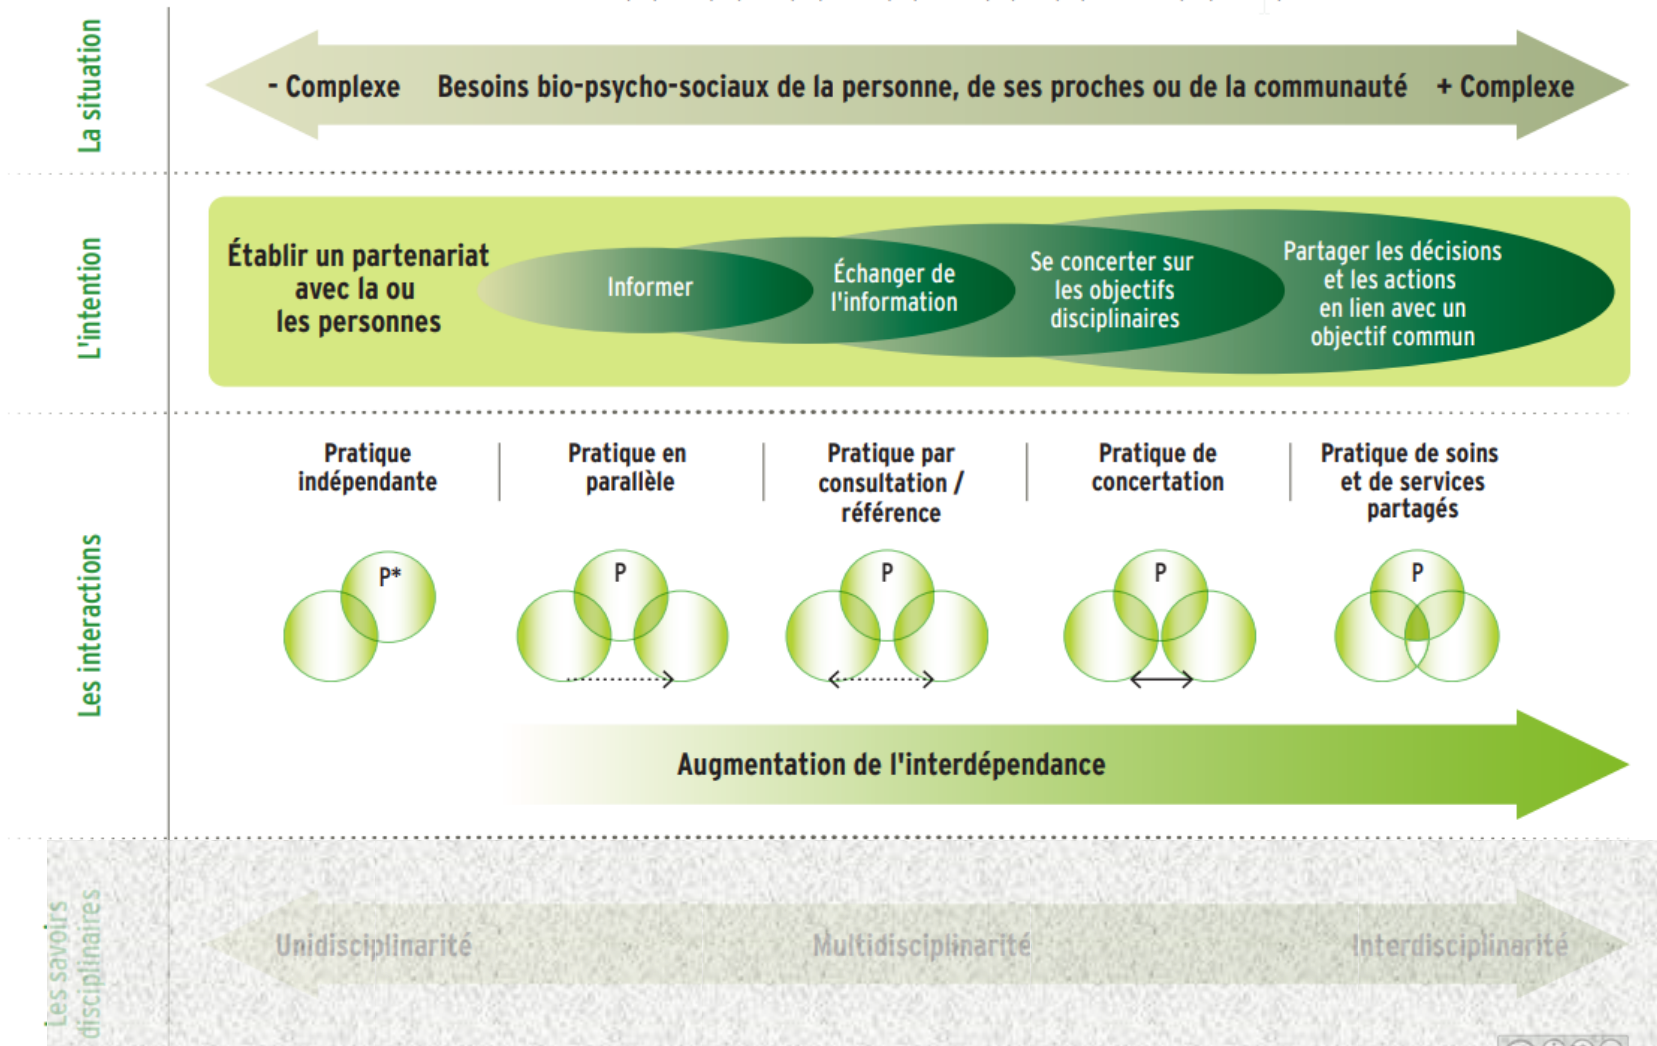 La situation
- Complexe Besoins bio-psycho-sociaux de la personne, de ses proches ou de la communauté + Complexe
L'intention
Établir un partenariat
avec la ou
les personnes
Informer
Échanger de
l'information
Se concerter sur
les objectifs
disciplinaires
Partager les décisions
et les actions
en lien avec un
objectif commun
Les interactions
Pratique
indépendante
Pratique en
parallèle
Pratique par
consultation /
référence
Pratique de
concertation
Pratique de soins
et de services
partagés
P*
P
P
P
P
Augmentation de l'interdépendance
Les savoirs
disciplinaires
Unidisciplinarité
Multidisciplinarité
Interdisciplinarité